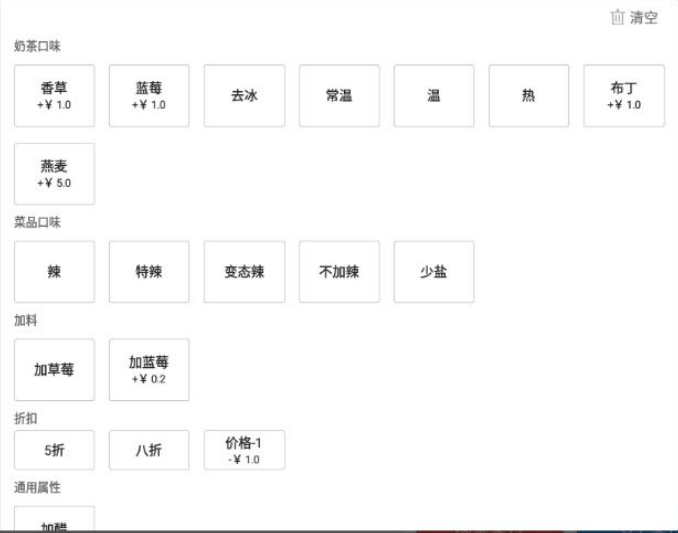 清空
奶茶口味
香草
+¥ 1.0
蓝莓
+¥ 1.0
去冰
常温
温
热
布丁
+¥ 1.0
燕麦
+¥ 5.0
菜品口味
辣
特辣
变态辣
不加辣
少盐
加料
加草莓
加蓝莓
+¥ 0.2
折扣
5折
八折
价格-1
-¥ 1.0
通用属性
加醋